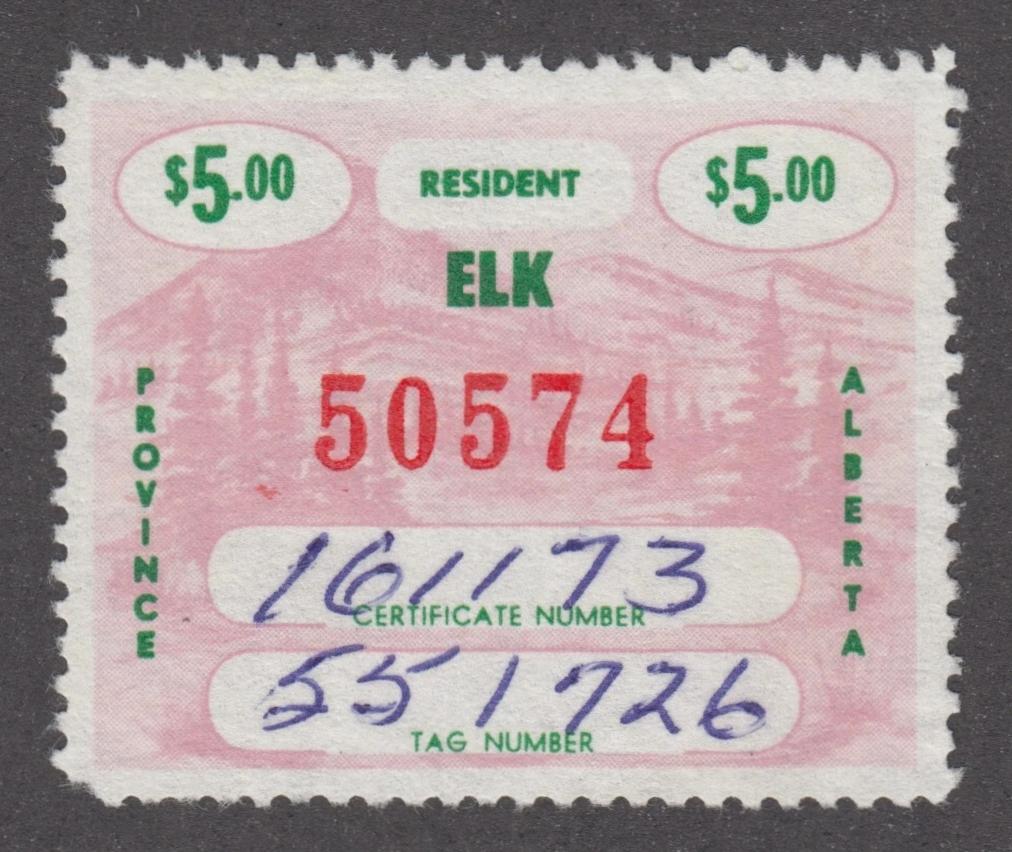 $5.00 RESIDENT $5.00
ELK
PROVINCE
50574
ALBERTA
161173
CERTIFICATE NUMBER
551726
TAG NUMBER